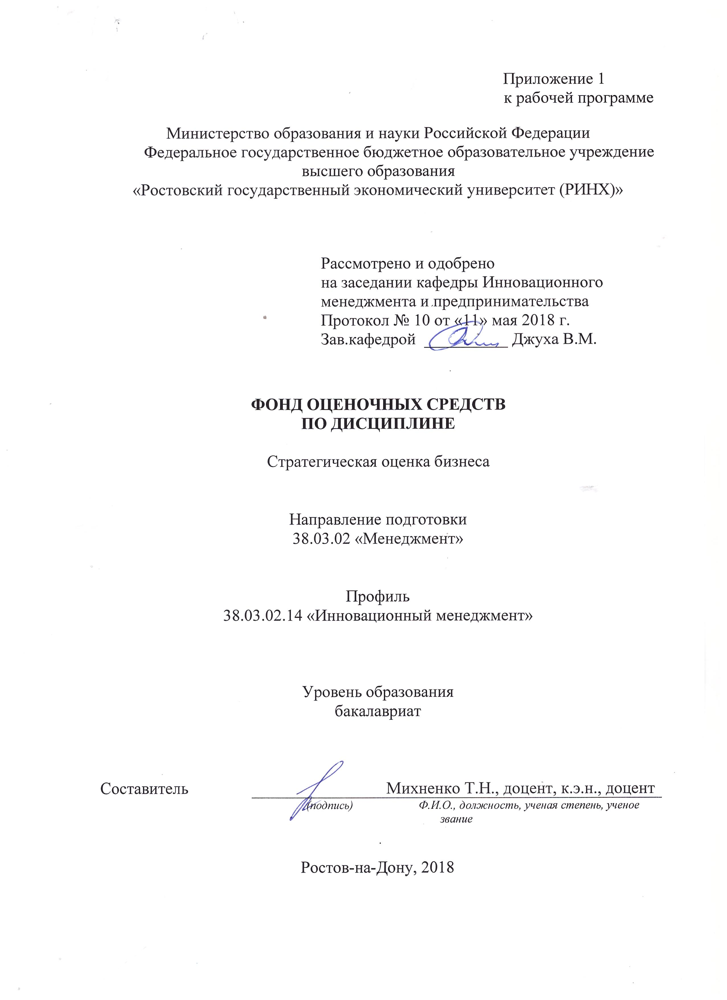 Приложение 1
к рабочей программе
Министерство образования и науки Российской Федерации
Федеральное государственное бюджетное образовательное учреждение
высшего образования
«Ростовский государственный экономический университет (РИНХ)»
Рассмотрено и одобрено
на заседании кафедры Инновационного
менеджмента и предпринимательства
Протокол № 10 от «11» мая 2018 г.
Зав.кафедрой __________ Джуха В.М.
ФОНД ОЦЕНОЧНЫХ СРЕДСТВ
ПО ДИСЦИПЛИНЕ
Стратегическая оценка бизнеса
Направление подготовки
38.03.02 «Менеджмент»
Профиль
38.03.02.14 «Инновационный менеджмент»
Уровень образования
бакалавриат
Составитель Михненко Т.Н., доцент, к.э.н., доцент
(подпись) Ф.И.О., должность, ученая степень, ученое
звание
Ростов-на-Дону, 2018